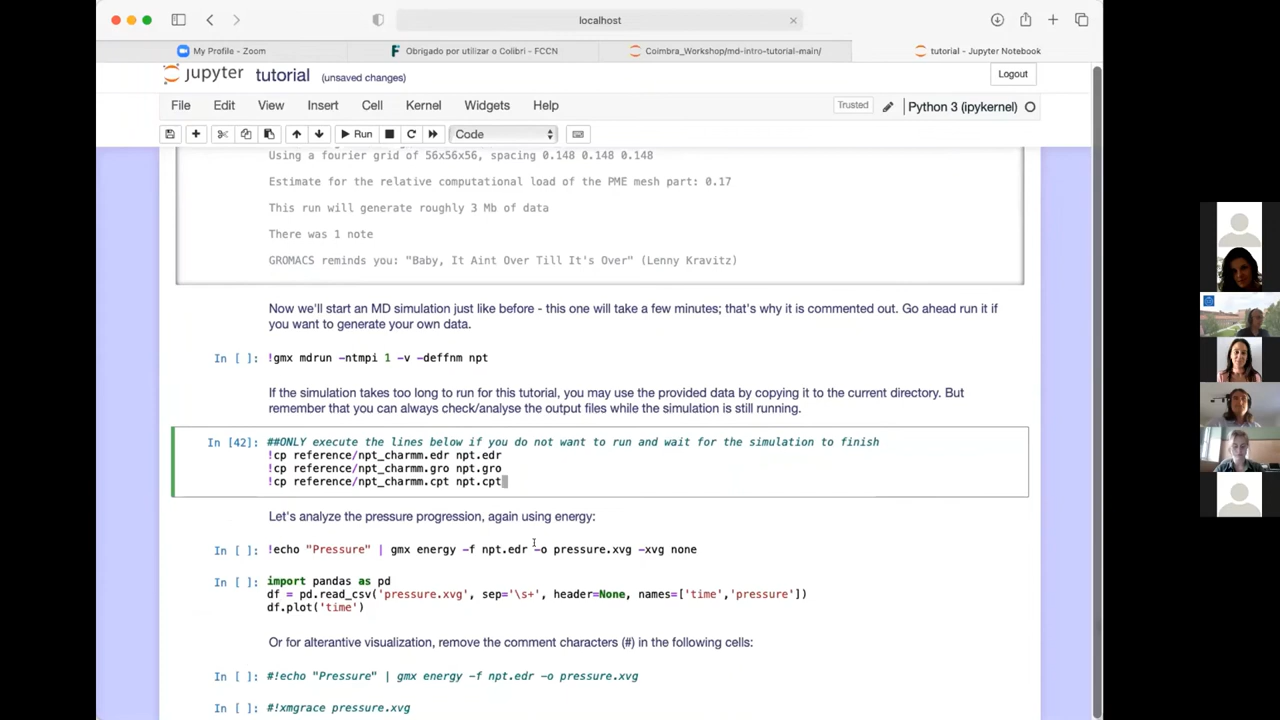 localhost
My Profile - Zoom
Obrigado por utilizar o Colibri - FCCN
Coimbra_Workshop/md-intro-tutorial-main/
tutorial - Jupyter Notebook
jupyter tutorial (unsaved changes)
Logout
File Edit View Insert Cell Kernel Widgets Help
Trusted
Python 3 (ipykernel)
Run
Code
Using a fourier grid of 56x56x56, spacing 0.148 0.148 0.148
Estimate for the relative computational load of the PME mesh part: 0.17
This run will generate roughly 3 Mb of data
There was 1 note
GROMACS reminds you: "Baby, It Aint Over Till It's Over" (Lenny Kravitz)
Now we'll start an MD simulation just like before - this one will take a few minutes; that's why it is commented out. Go ahead run it if
you want to generate your own data.
In [ ]: !gmx mdrun -ntmpi 1 -v -deffnm npt
If the simulation takes too long to run for this tutorial, you may use the provided data by copying it to the current directory. But
remember that you can always check/analyse the output files while the simulation is still running.
In [42]: ##ONLY execute the lines below if you do not want to run and wait for the simulation to finish
!cp reference/npt_charmm.edr npt.edr
!cp reference/npt_charmm.gro npt.gro
!cp reference/npt_charmm.cpt npt.cpt
Let's analyze the pressure progression, again using energy:
In [ ]: !echo "Pressure" | gmx energy -f npt.edr -o pressure.xvg -xvg none
In [ ]: import pandas as pd
df = pd.read_csv('pressure.xvg', sep='\s+', header=None, names=['time','pressure'])
df.plot('time')
Or for alterantive visualization, remove the comment characters (#) in the following cells:
In [ ]: #!echo "Pressure" | gmx energy -f npt.edr -o pressure.xvg
In [ ]: #!xmgrace pressure.xvg